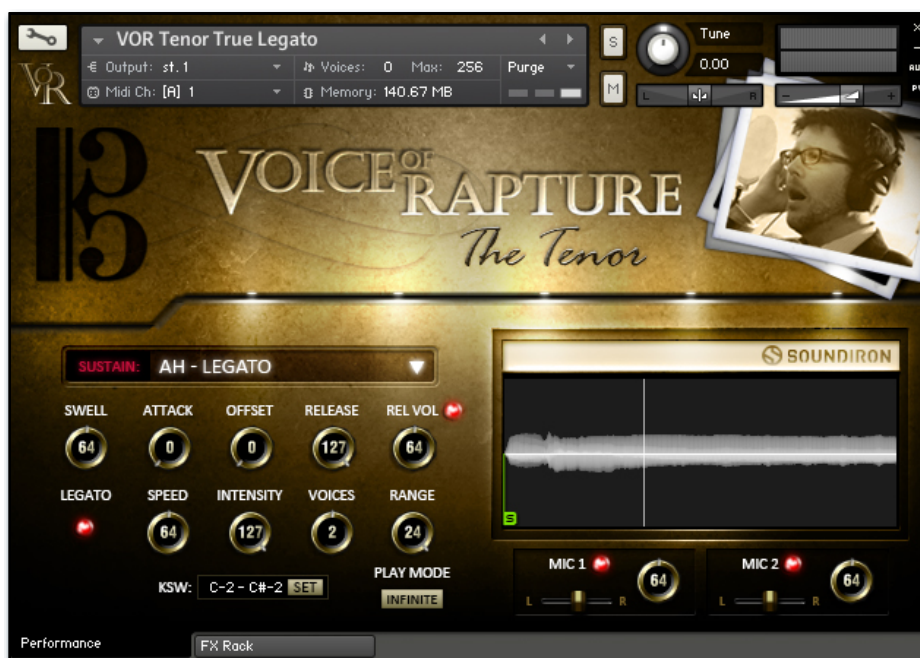 VOR Tenor True Legato
Output: st.1
Voices: 0 Max: 256
Purge
Midi Ch: [A] 1
Memory: 140.67 MB
S
M
Tune
0.00
L R
- +
VOR
VOICE OF RAPTURE
The Tenor
SUSTAIN: AH - LEGATO
SOUNDIRON
SWELL ATTACK OFFSET RELEASE REL VOL
64 0 0 127 64
LEGATO SPEED INTENSITY VOICES RANGE
64 127 2 24
S
KSW: C-2 - C#-2 SET
PLAY MODE
INFINITE
MIC 1 64
L R
MIC 2 64
L R
Performance
FX Rack